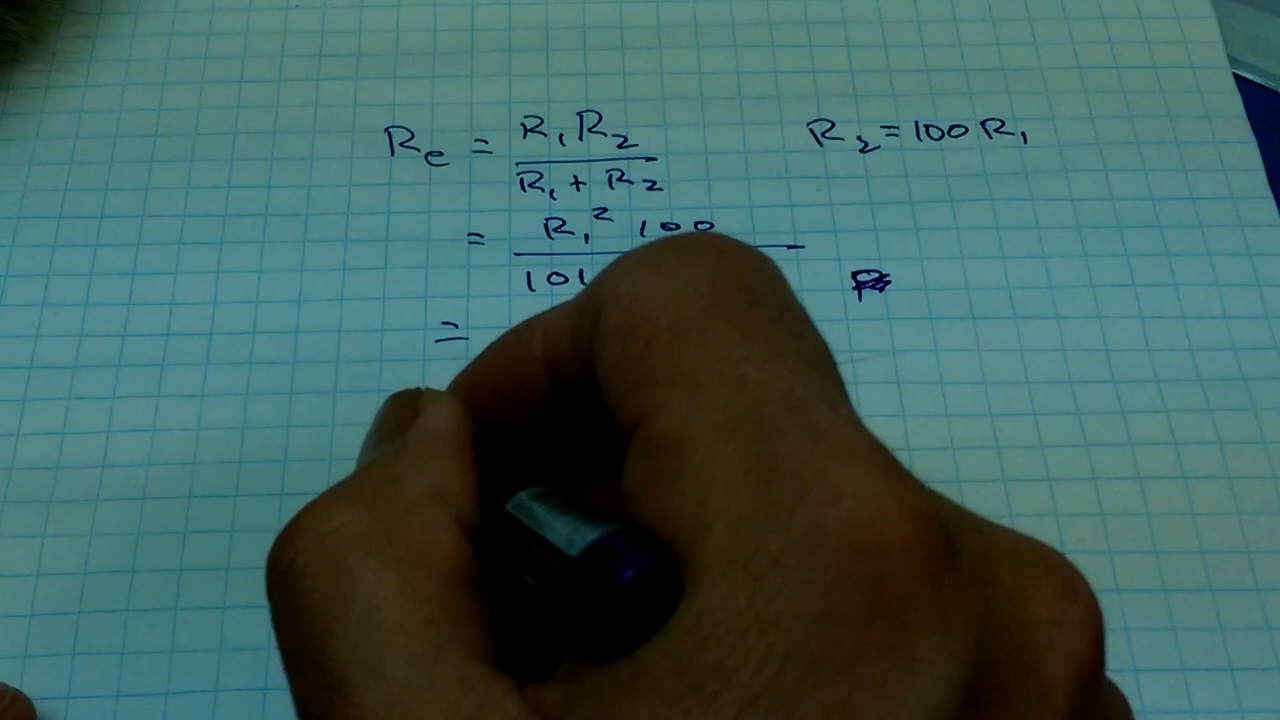 Rₑ = R₁R₂ / R₁ + R₂
R₂ = 100 R₁
= R₁² 100 / 101
=